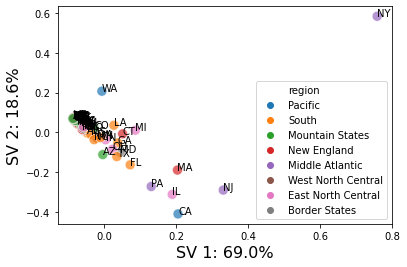 SV 2: 18.6%
0.6
0.4
0.2
0.0
−0.2
−0.4
NY
WA
LA
CT MI
GA
MD
TX
AZ
FL
MA
PA
IL
NJ
CA
region
Pacific
South
Mountain States
New England
Middle Atlantic
West North Central
East North Central
Border States
0.0 0.2 0.4 0.6 0.8
SV 1: 69.0%